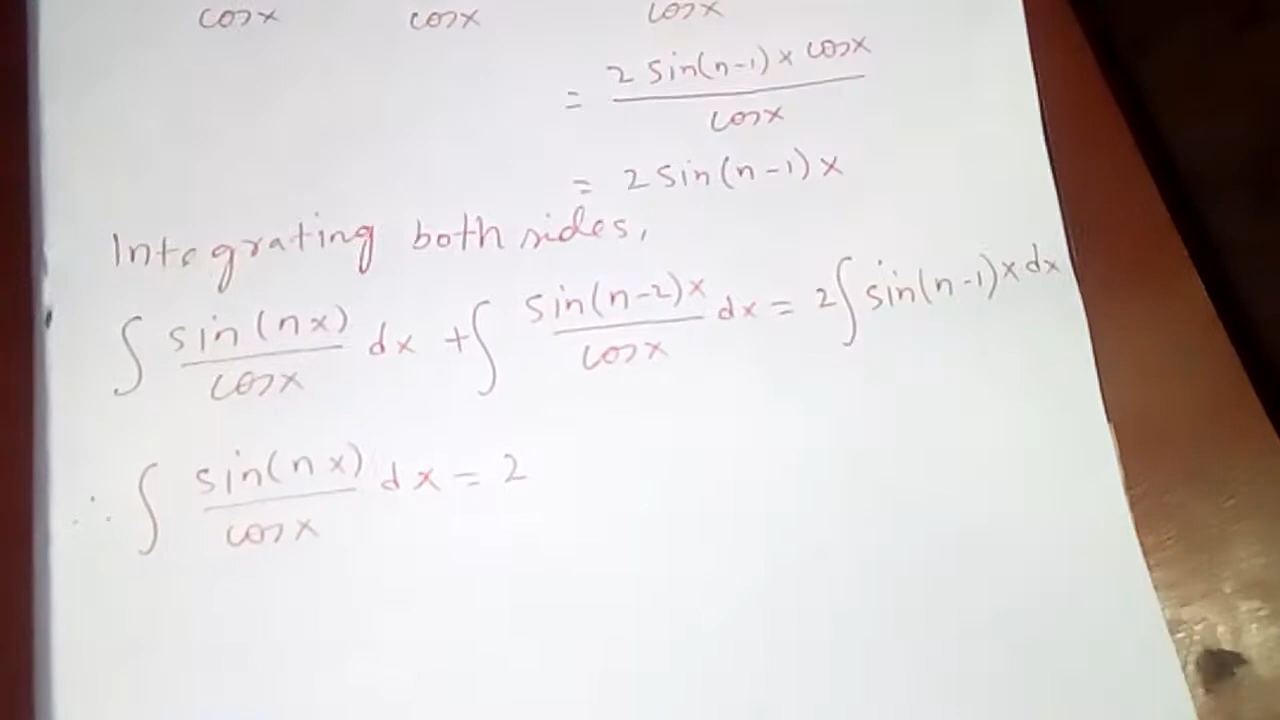 cosx cosx cosx
= 2 sin(n-1)x cosx / cosx
= 2 sin(n-1)x
Integrating both sides,
∫ sin(nx)/cosx dx + ∫ sin(n-2)x/cosx dx = 2∫ sin(n-1)x dx
∴ ∫ sin(nx)/cosx dx = 2